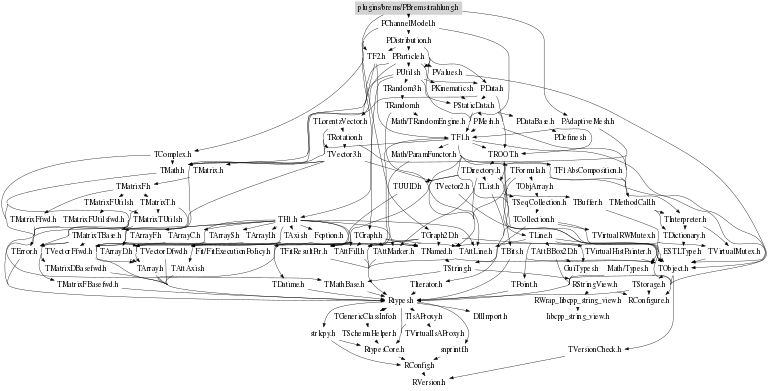 plugins/brems/PBremsstrahlung.h
PChannelModel.h
PDistribution.h
TF2.h PParticle.h
PUtils.h PValues.h
TRandom3.h PKinematics.h PData.h
TRandom.h PStaticData.h
TLorentzVector.h Math/TRandomEngine.h PMesh.h PDataBase.h PAdaptiveMesh.h
TRotation.h TF1.h PDefines.h
TComplex.h TVector3.h Math/ParamFunctor.h TROOT.h
TMath.h TMatrix.h TDirectory.h TFormula.h TF1AbsComposition.h
TMatrixF.h TUUID.h TVector2.h TList.h TObjArray.h
TMatrixFUtils.h TMatrixT.h TSeqCollection.h TBuffer.h TMethodCall.h
TMatrixFfwd.h TMatrixFUtilsfwd.h TMatrixTUtils.h TH1.h TCollection.h TInterpreter.h
TMatrixTBase.h TArrayF.h TArrayC.h TArrayS.h TArrayI.h TAxis.h Foption.h TGraph.h TGraph2D.h TLine.h TVirtualRWMutex.h TDictionary.h
TError.h TVectorFfwd.h TArrayD.h TVectorDfwd.h Fit/FitExecutionPolicy.h TFitResultPtr.h TAttFill.h TAttMarker.h TNamed.h TAttLine.h TBits.h TAttBBox2D.h TVirtualHistPainter.h ESTLType.h TVirtualMutex.h
TMatrixDBasefwd.h TArray.h TAttAxis.h TString.h GuiTypes.h Math/Types.h TObject.h
TMatrixFBasefwd.h TDatime.h TMathBase.h TIterator.h TPoint.h RStringView.h TStorage.h
Rtypes.h RWrap_libcpp_string_view.h RConfigure.h
TGenericClassInfo.h TIsAProxy.h DllImport.h libcpp_string_view.h
strlcpy.h TSchemaHelper.h TVirtualIsAProxy.h
RtypesCore.h snprintf.h TVersionCheck.h
RConfig.h
RVersion.h